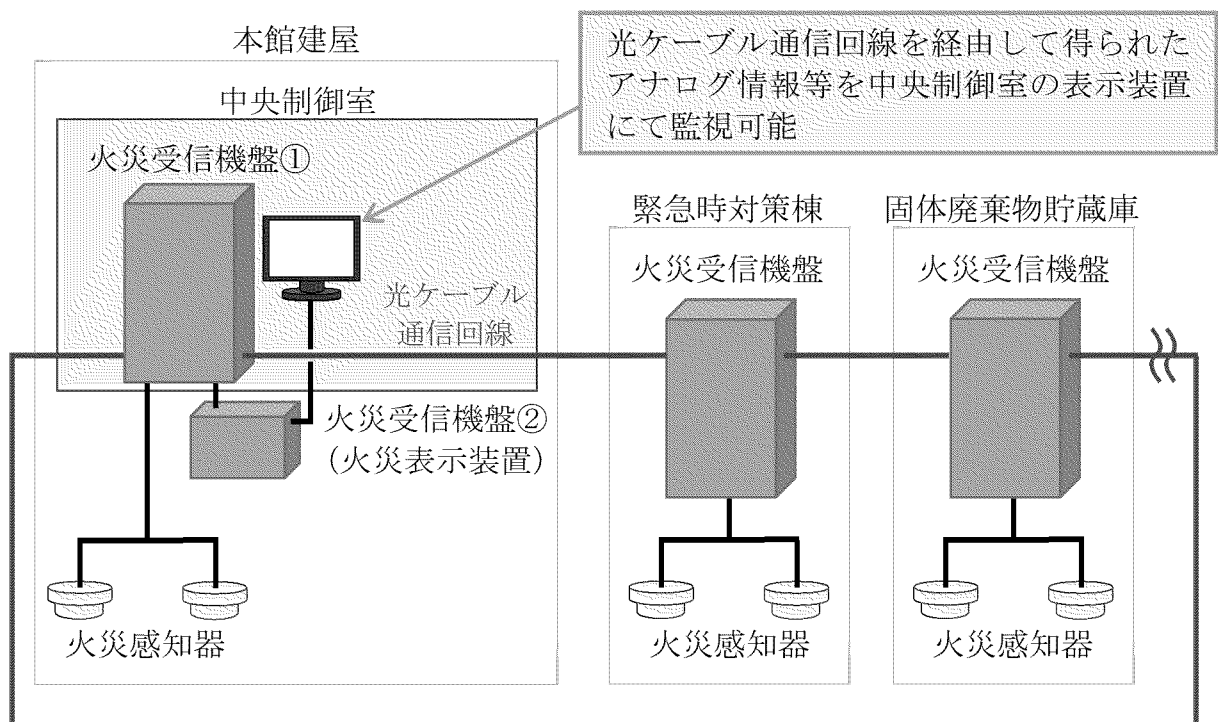 本館建屋
中央制御室
火災受信機盤①
光ケーブル通信回線を経由して得られた
アナログ情報等を中央制御室の表示装置
にて監視可能
光ケーブル
通信回線
火災受信機盤②
（火災表示装置）
火災感知器
緊急時対策棟
火災受信機盤
火災感知器
固体廃棄物貯蔵庫
火災受信機盤
火災感知器